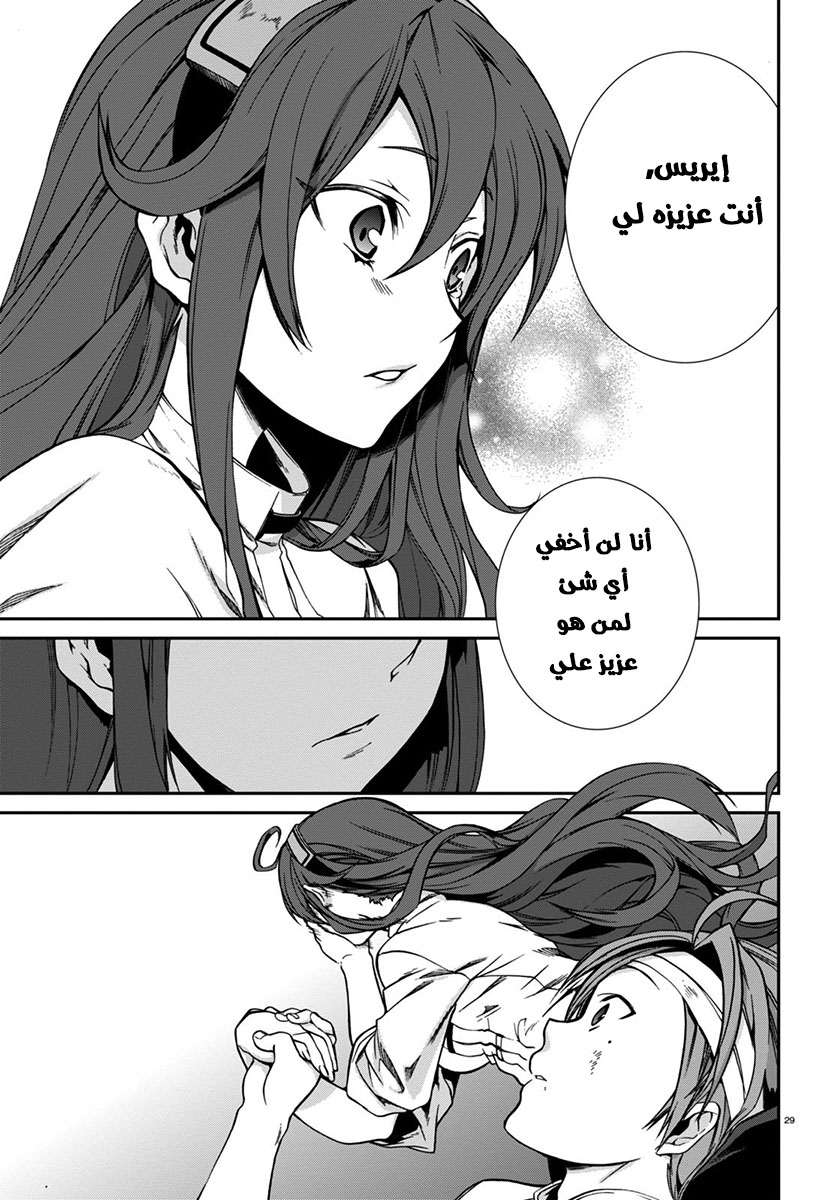 إيريس,
أنت عزيزه لي
أنا لن أخفي
أي شئ
لمن هو
عزيز علي
29